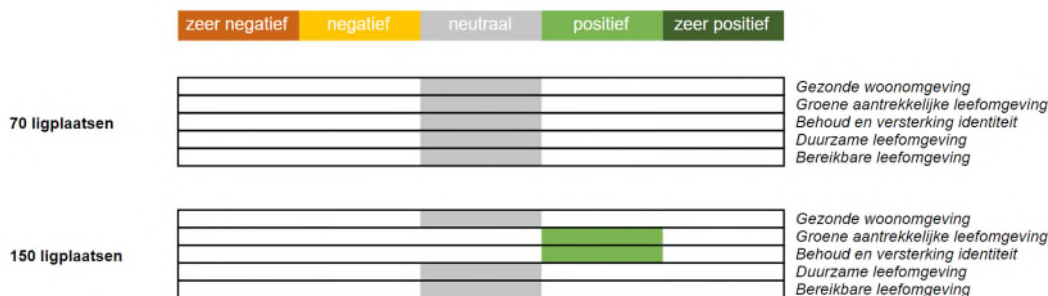 zeer negatief negatief neutraal positief zeer positief
Gezonde woonomgeving
Groene aantrekkelijke leefomgeving
70 ligplaatsen Behoud en versterking identiteit
Duurzame leefomgeving
Bereikbare leefomgeving
Gezonde woonomgeving
Groene aantrekkelijke leefomgeving
150 ligplaatsen Behoud en versterking identiteit
Duurzame leefomgeving
Bereikbare leefomgeving